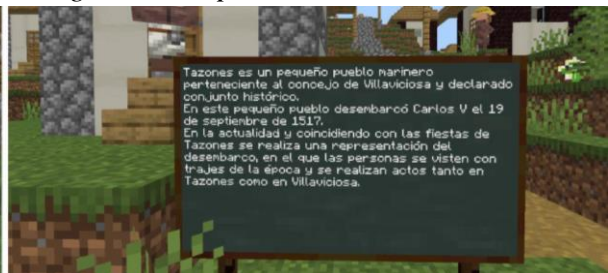 Tazones es un pequeño pueblo marinero
perteneciente al concejo de Villaviciosa y declarado
conjunto histórico.
En este pequeño pueblo desembarcó Carlos V el 19
de septiembre de 1517.
En la actualidad y coincidiendo con las fiestas de
Tazones se realiza una representación del
desembarco, en el que las personas se visten con
trajes de la época y se realizan actos tanto en
Tazones como en Villaviciosa.